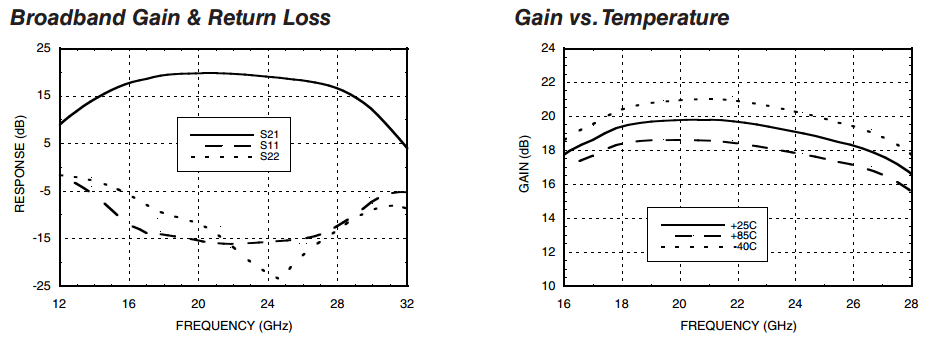 Broadband Gain & Return Loss
25
15
5
-5
-15
-25
RESPONSE (dB)
S21
S11
S22
12 16 20 24 28 32
FREQUENCY (GHz)
Gain vs. Temperature
24
22
20
18
16
14
12
10
GAIN (dB)
+25C
+85C
-40C
16 18 20 22 24 26 28
FREQUENCY (GHz)